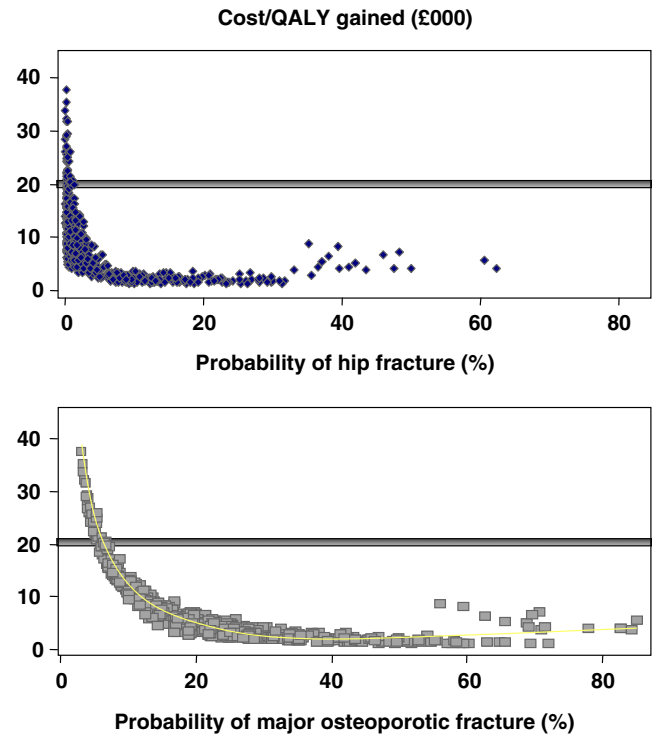 Cost/QALY gained (£000)
40
30
20
10
0
0 20 40 60 80
Probability of hip fracture (%)
40
30
20
10
0
0 20 40 60 80
Probability of major osteoporotic fracture (%)